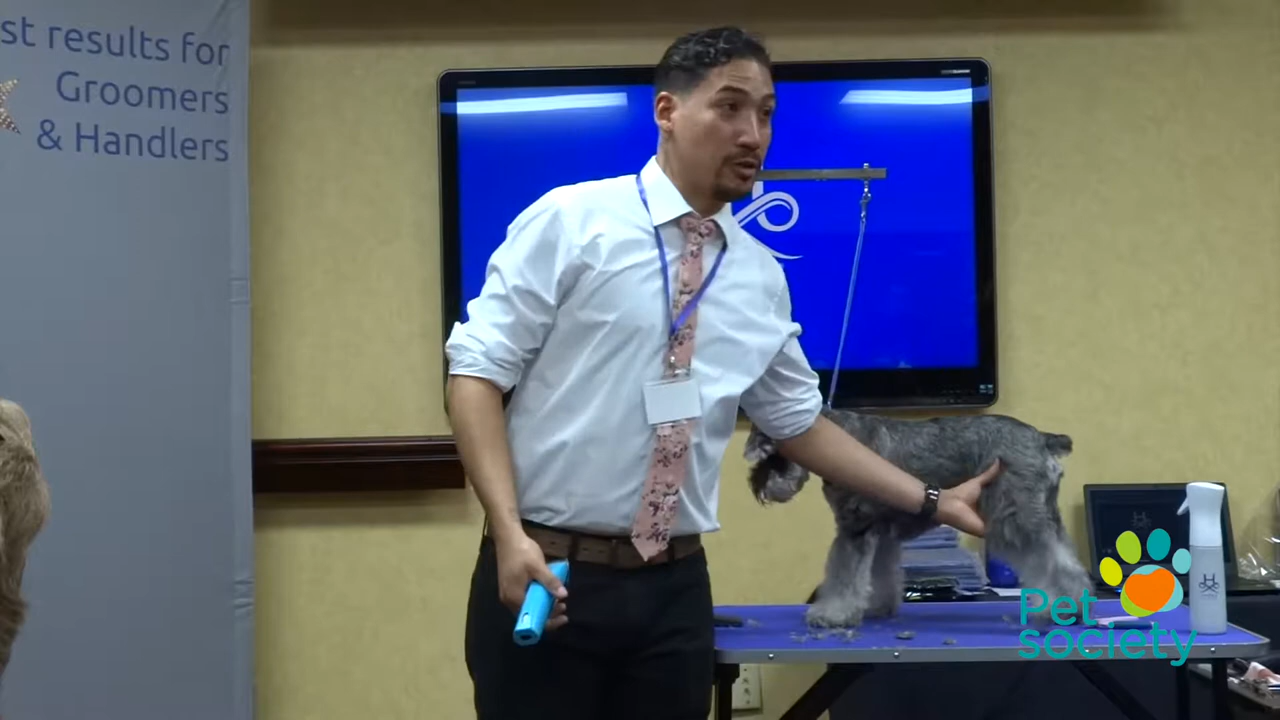 st results for
Groomers
& Handlers
Pet
society